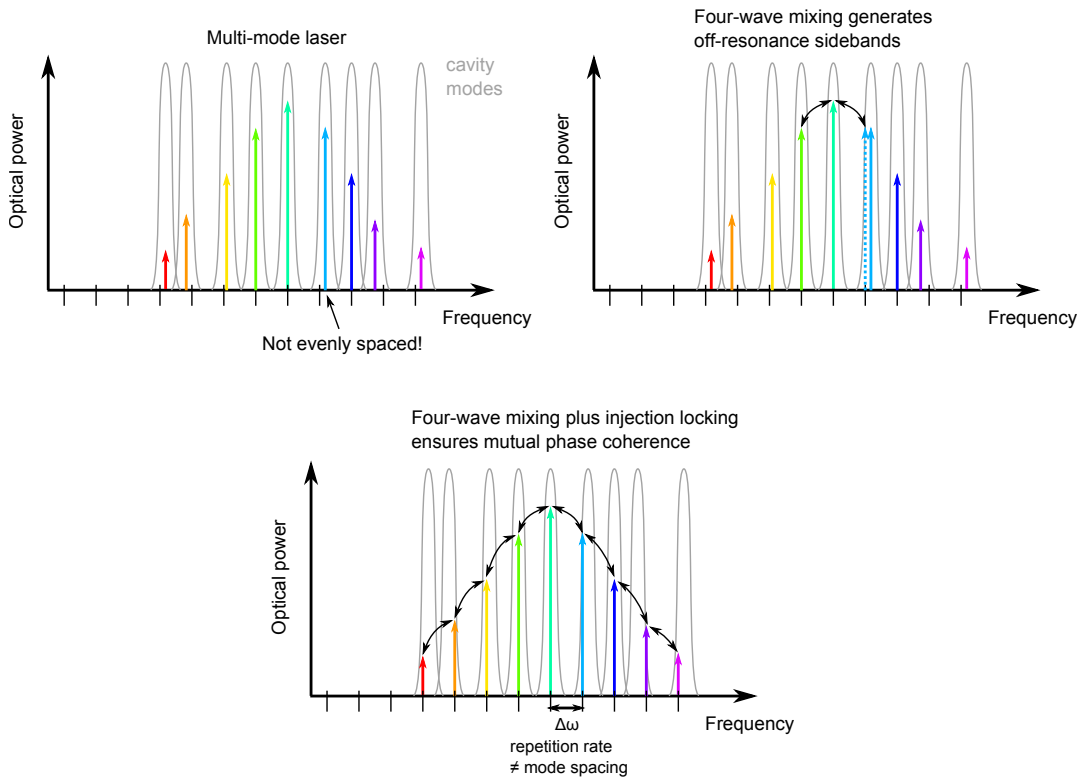 Multi-mode laser
cavity
modes
Optical power
Frequency
Not evenly spaced!
Four-wave mixing generates
off-resonance sidebands
Optical power
Frequency
Four-wave mixing plus injection locking
ensures mutual phase coherence
Optical power
Frequency
Δω
repetition rate
≠ mode spacing